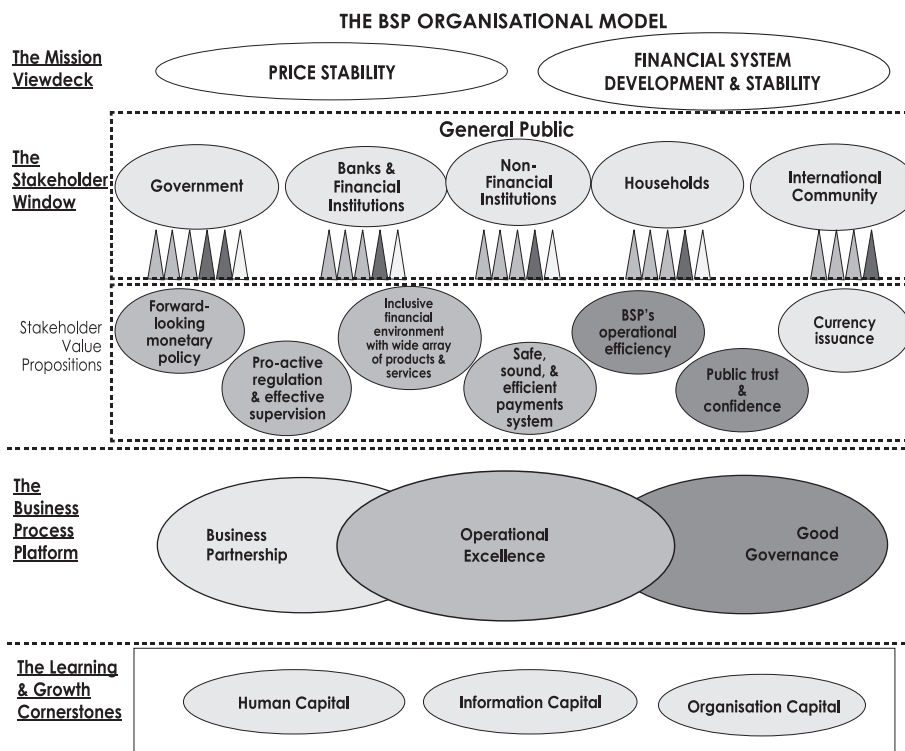 THE BSP ORGANISATIONAL MODEL
The Mission
Viewdeck
PRICE STABILITY
FINANCIAL SYSTEM
DEVELOPMENT & STABILITY
General Public
The
Stakeholder
Window
Government
Banks &
Financial
Institutions
Non-
Financial
Institutions
Households
International
Community
Stakeholder
Value
Propositions
Forward-
looking
monetary
policy
Pro-active
regulation
& effective
supervision
Inclusive
financial
environment
with wide array
of products &
services
Safe,
sound, &
efficient
payments
system
BSP's
operational
efficiency
Public trust
&
confidence
Currency
issuance
The
Business
Process
Platform
Business
Partnership
Operational
Excellence
Good
Governance
The Learning
& Growth
Cornerstones
Human Capital
Information Capital
Organisation Capital